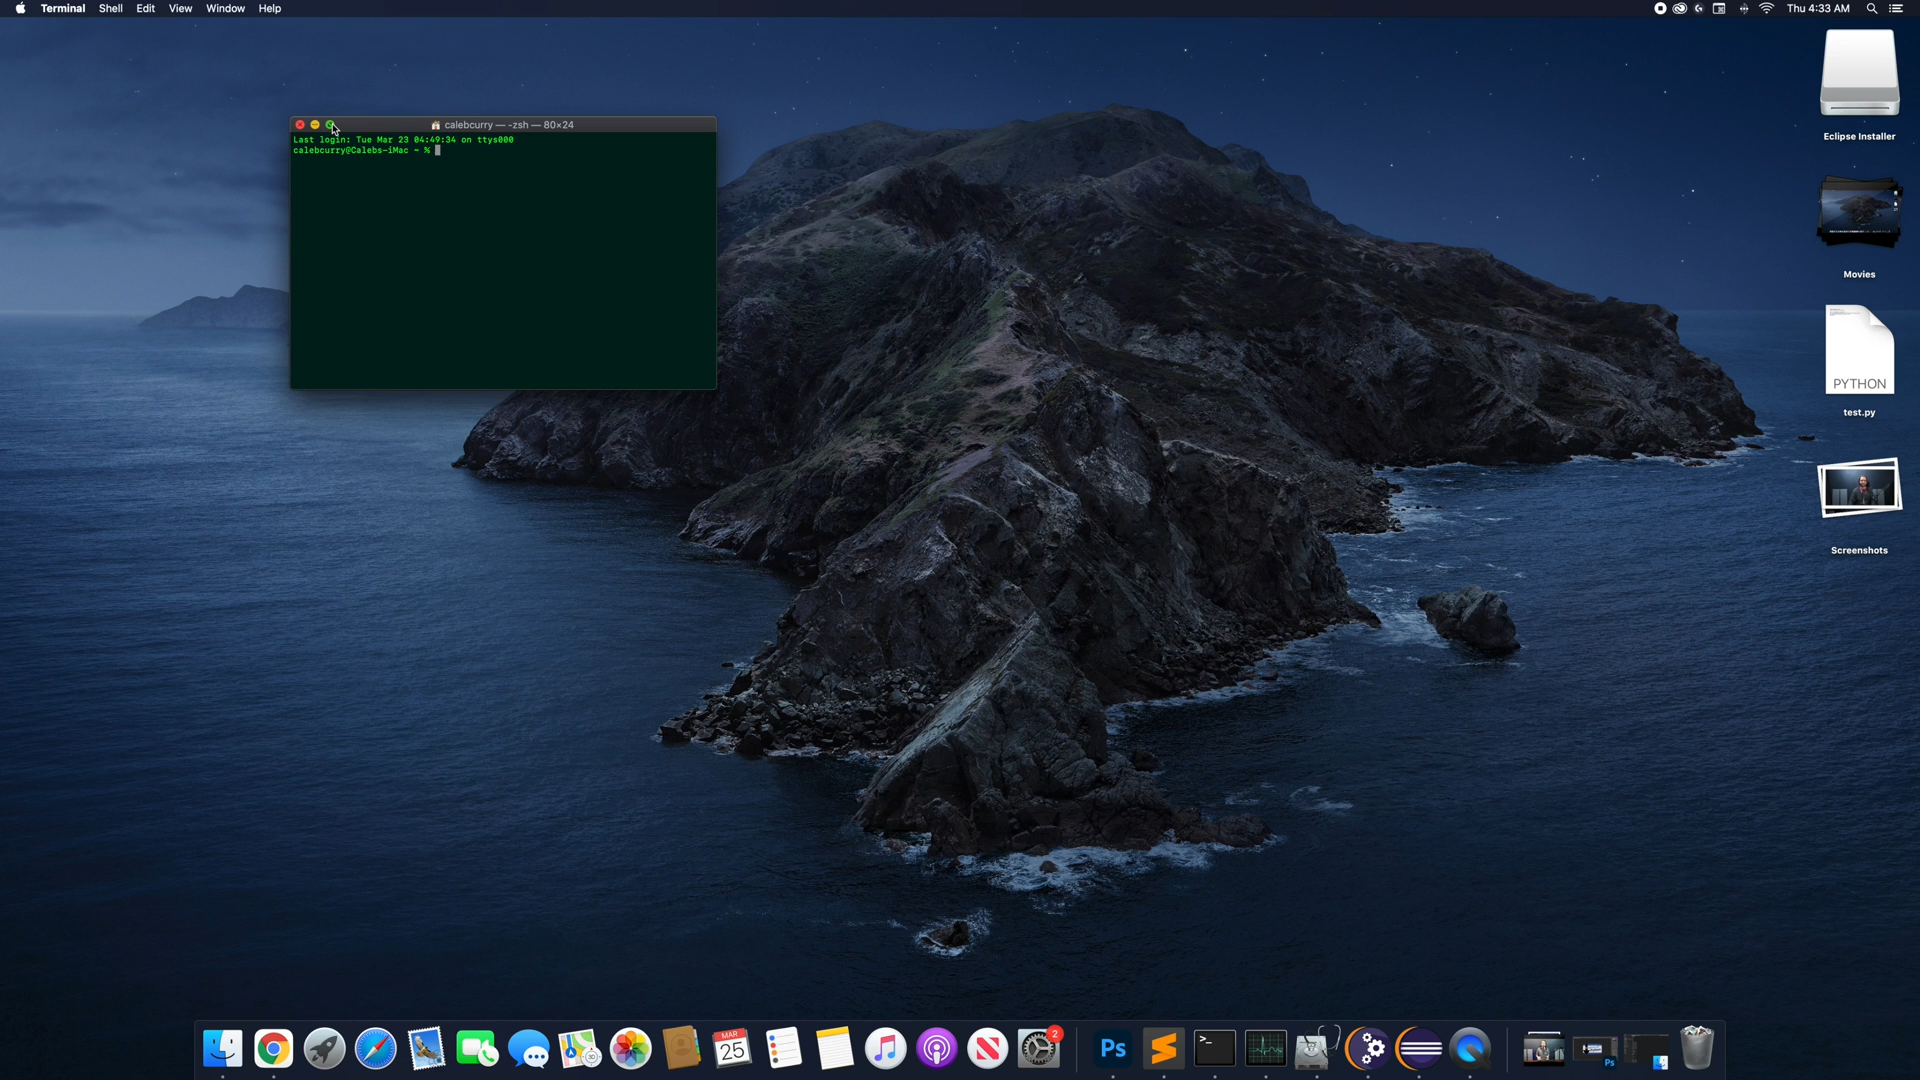 Terminal Shell Edit View Window Help
Thu 4:33 AM
calebcurry — -zsh — 80×24
Last login: Tue Mar 23 04:49:34 on ttys000
calebcurry@Calebs-iMac ~ %
Eclipse Installer
Movies
PYTHON
test.py
Screenshots
MAR
25
2
Ps
>_
Ps